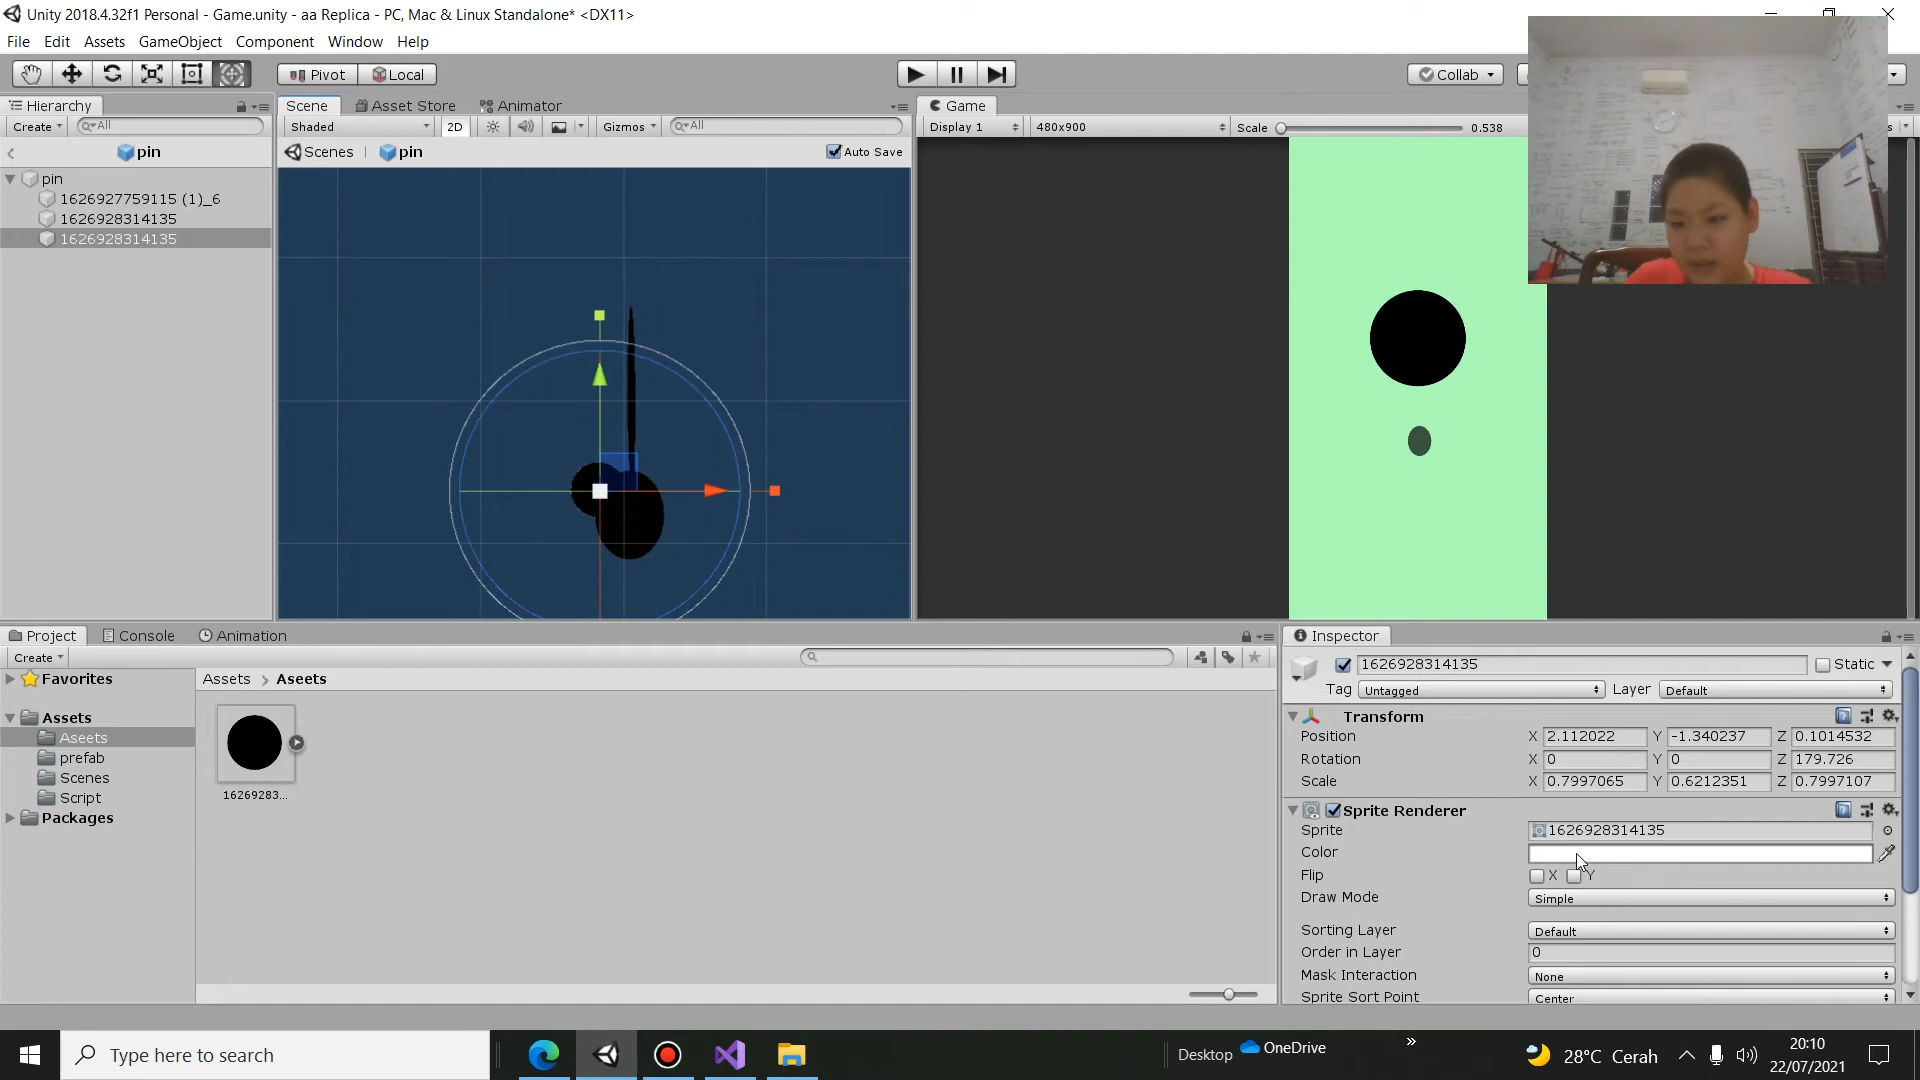 Unity 2018.4.32f1 Personal - Game.unity - aa Replica - PC, Mac & Linux Standalone* <DX11>
File Edit Assets GameObject Component Window Help
Pivot Local Collab
Hierarchy Scene Asset Store Animator Game
Create All Shaded 2D Gizmos All Display 1 480x900 Scale 0.538
pin Scenes pin Auto Save
pin
1626927759115 (1)_6
1626928314135
1626928314135
Project Console Animation Inspector
Create
1626928314135 Static
Tag Untagged Layer Default
Favorites
Assets
Aseets
prefab
Scenes
Script
Packages
Assets > Aseets
16269283...
Transform
Position X 2.112022 Y -1.340237 Z 0.1014532
Rotation X 0 Y 0 Z 179.726
Scale X 0.7997065 Y 0.6212351 Z 0.7997107
Sprite Renderer
Sprite 1626928314135
Color
Flip X Y
Draw Mode Simple
Sorting Layer Default
Order in Layer 0
Mask Interaction None
Sprite Sort Point Center
Type here to search
Desktop OneDrive » 28°C Cerah 20:10
22/07/2021